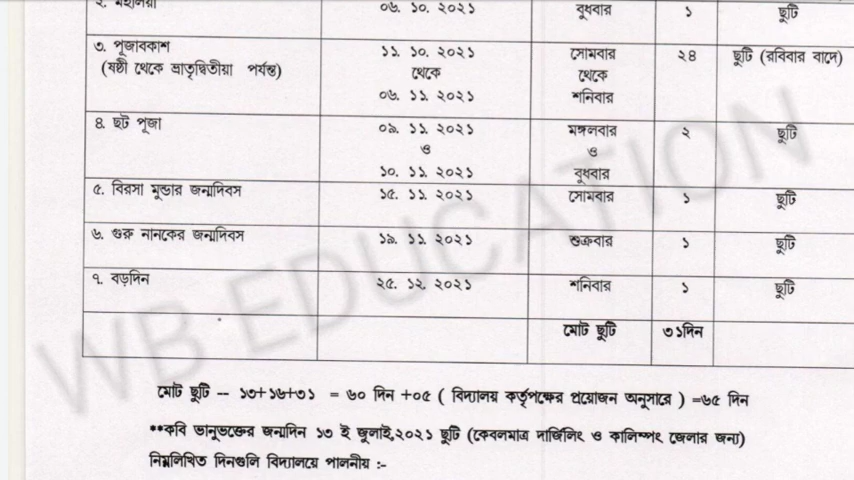 ২. মহালয়া ০৬. ১০. ২০২১ বুধবার ১ ছুটি
৩. পূজাবকাশ ১১. ১০. ২০২১ সোমবার ২৪ ছুটি (রবিবার বাদে)
(ষষ্ঠী থেকে ভ্রাতৃদ্বিতীয়া পর্যন্ত) থেকে থেকে
০৬. ১১. ২০২১ শনিবার
৪. ছট পূজা ০৯. ১১. ২০২১ মঙ্গলবার ২ ছুটি
ও ও
১০. ১১. ২০২১ বুধবার
৫. বিরসা মুন্ডার জন্মদিবস ১৫. ১১. ২০২১ সোমবার ১ ছুটি
৬. গুরু নানকের জন্মদিবস ১৯. ১১. ২০২১ শুক্রবার ১ ছুটি
৭. বড়দিন ২৫. ১২. ২০২১ শনিবার ১ ছুটি
মোট ছুটি ৩১দিন
মোট ছুটি -- ১৩+১৬+৩১ = ৬০ দিন +০৫ ( বিদ্যালয় কর্তৃপক্ষের প্রয়োজন অনুসারে ) =৬৫ দিন
**কবি ভানুভক্তের জন্মদিন ১৩ ই জুলাই,২০২১ ছুটি (কেবলমাত্র দার্জিলিং ও কালিম্পং জেলার জন্য)
নিম্নলিখিত দিনগুলি বিদ্যালয়ে পালনীয় :-
WB EDUCATION